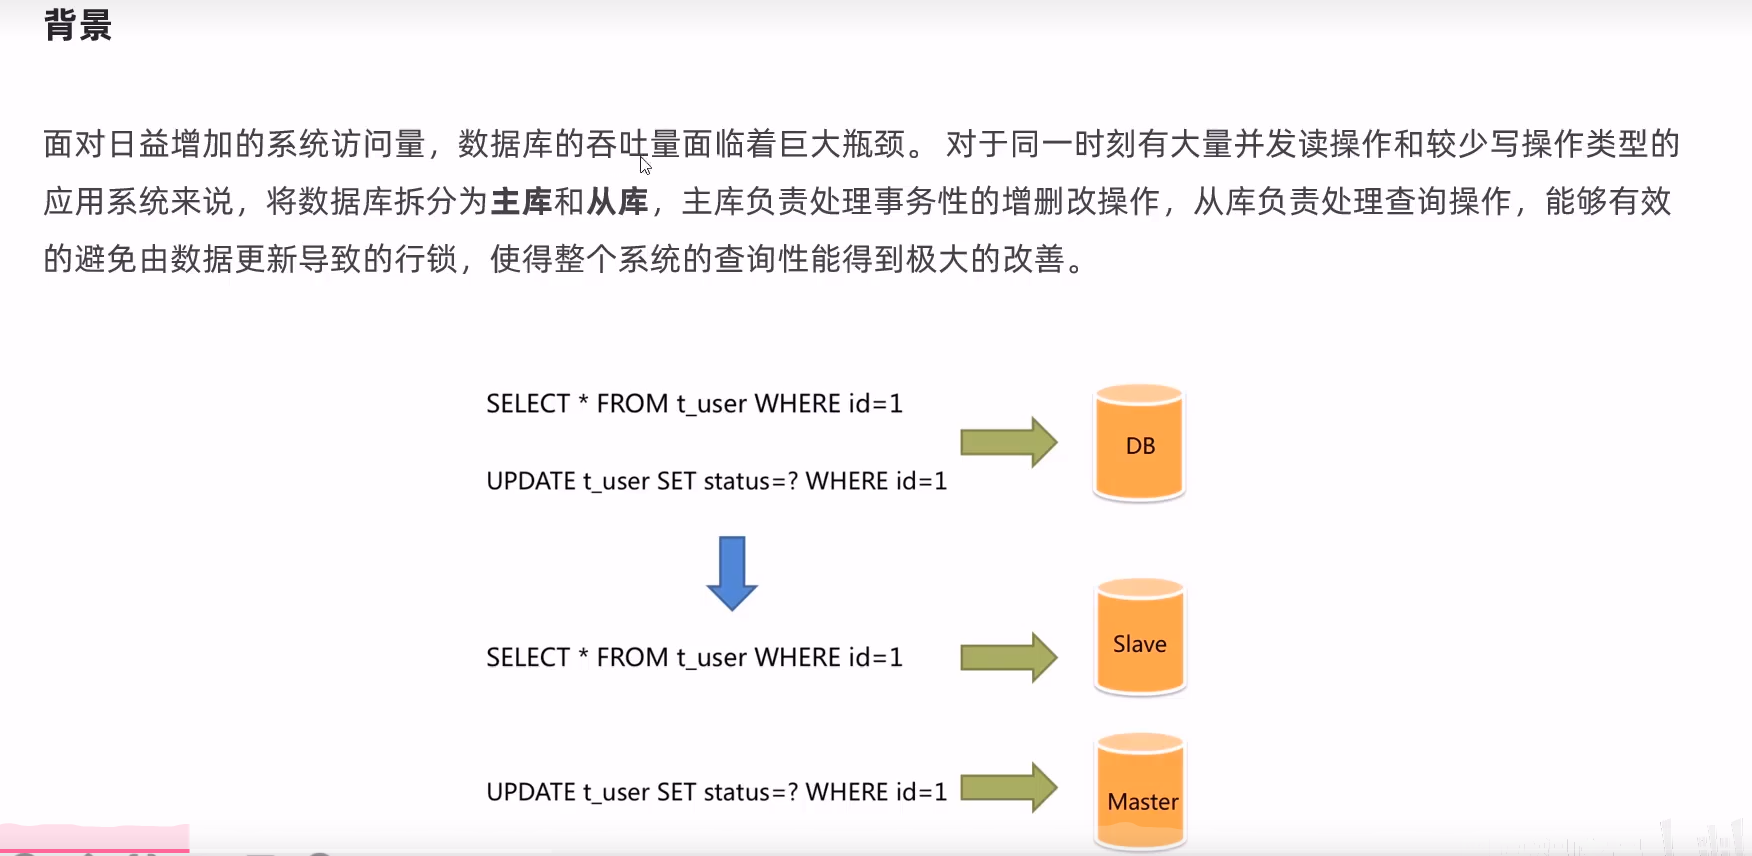 背景
面对日益增加的系统访问量，数据库的吞吐量面临着巨大瓶颈。 对于同一时刻有大量并发读操作和较少写操作类型的
应用系统来说，将数据库拆分为主库和从库，主库负责处理事务性的增删改操作，从库负责处理查询操作，能够有效
的避免由数据更新导致的行锁，使得整个系统的查询性能得到极大的改善。
SELECT * FROM t_user WHERE id=1
DB
UPDATE t_user SET status=? WHERE id=1
SELECT * FROM t_user WHERE id=1
Slave
UPDATE t_user SET status=? WHERE id=1
Master